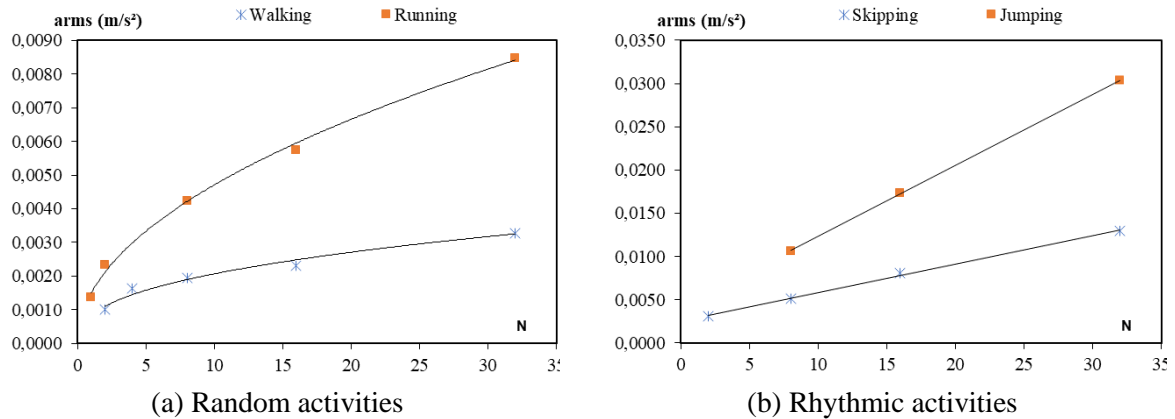 arms (m/s²) Walking Running
0,0090
0,0080
0,0070
0,0060
0,0050
0,0040
0,0030
0,0020
0,0010
0,0000
N
0 5 10 15 20 25 30 35
(a) Random activities
arms (m/s²) Skipping Jumping
0,0350
0,0300
0,0250
0,0200
0,0150
0,0100
0,0050
0,0000
N
0 5 10 15 20 25 30 35
(b) Rhythmic activities